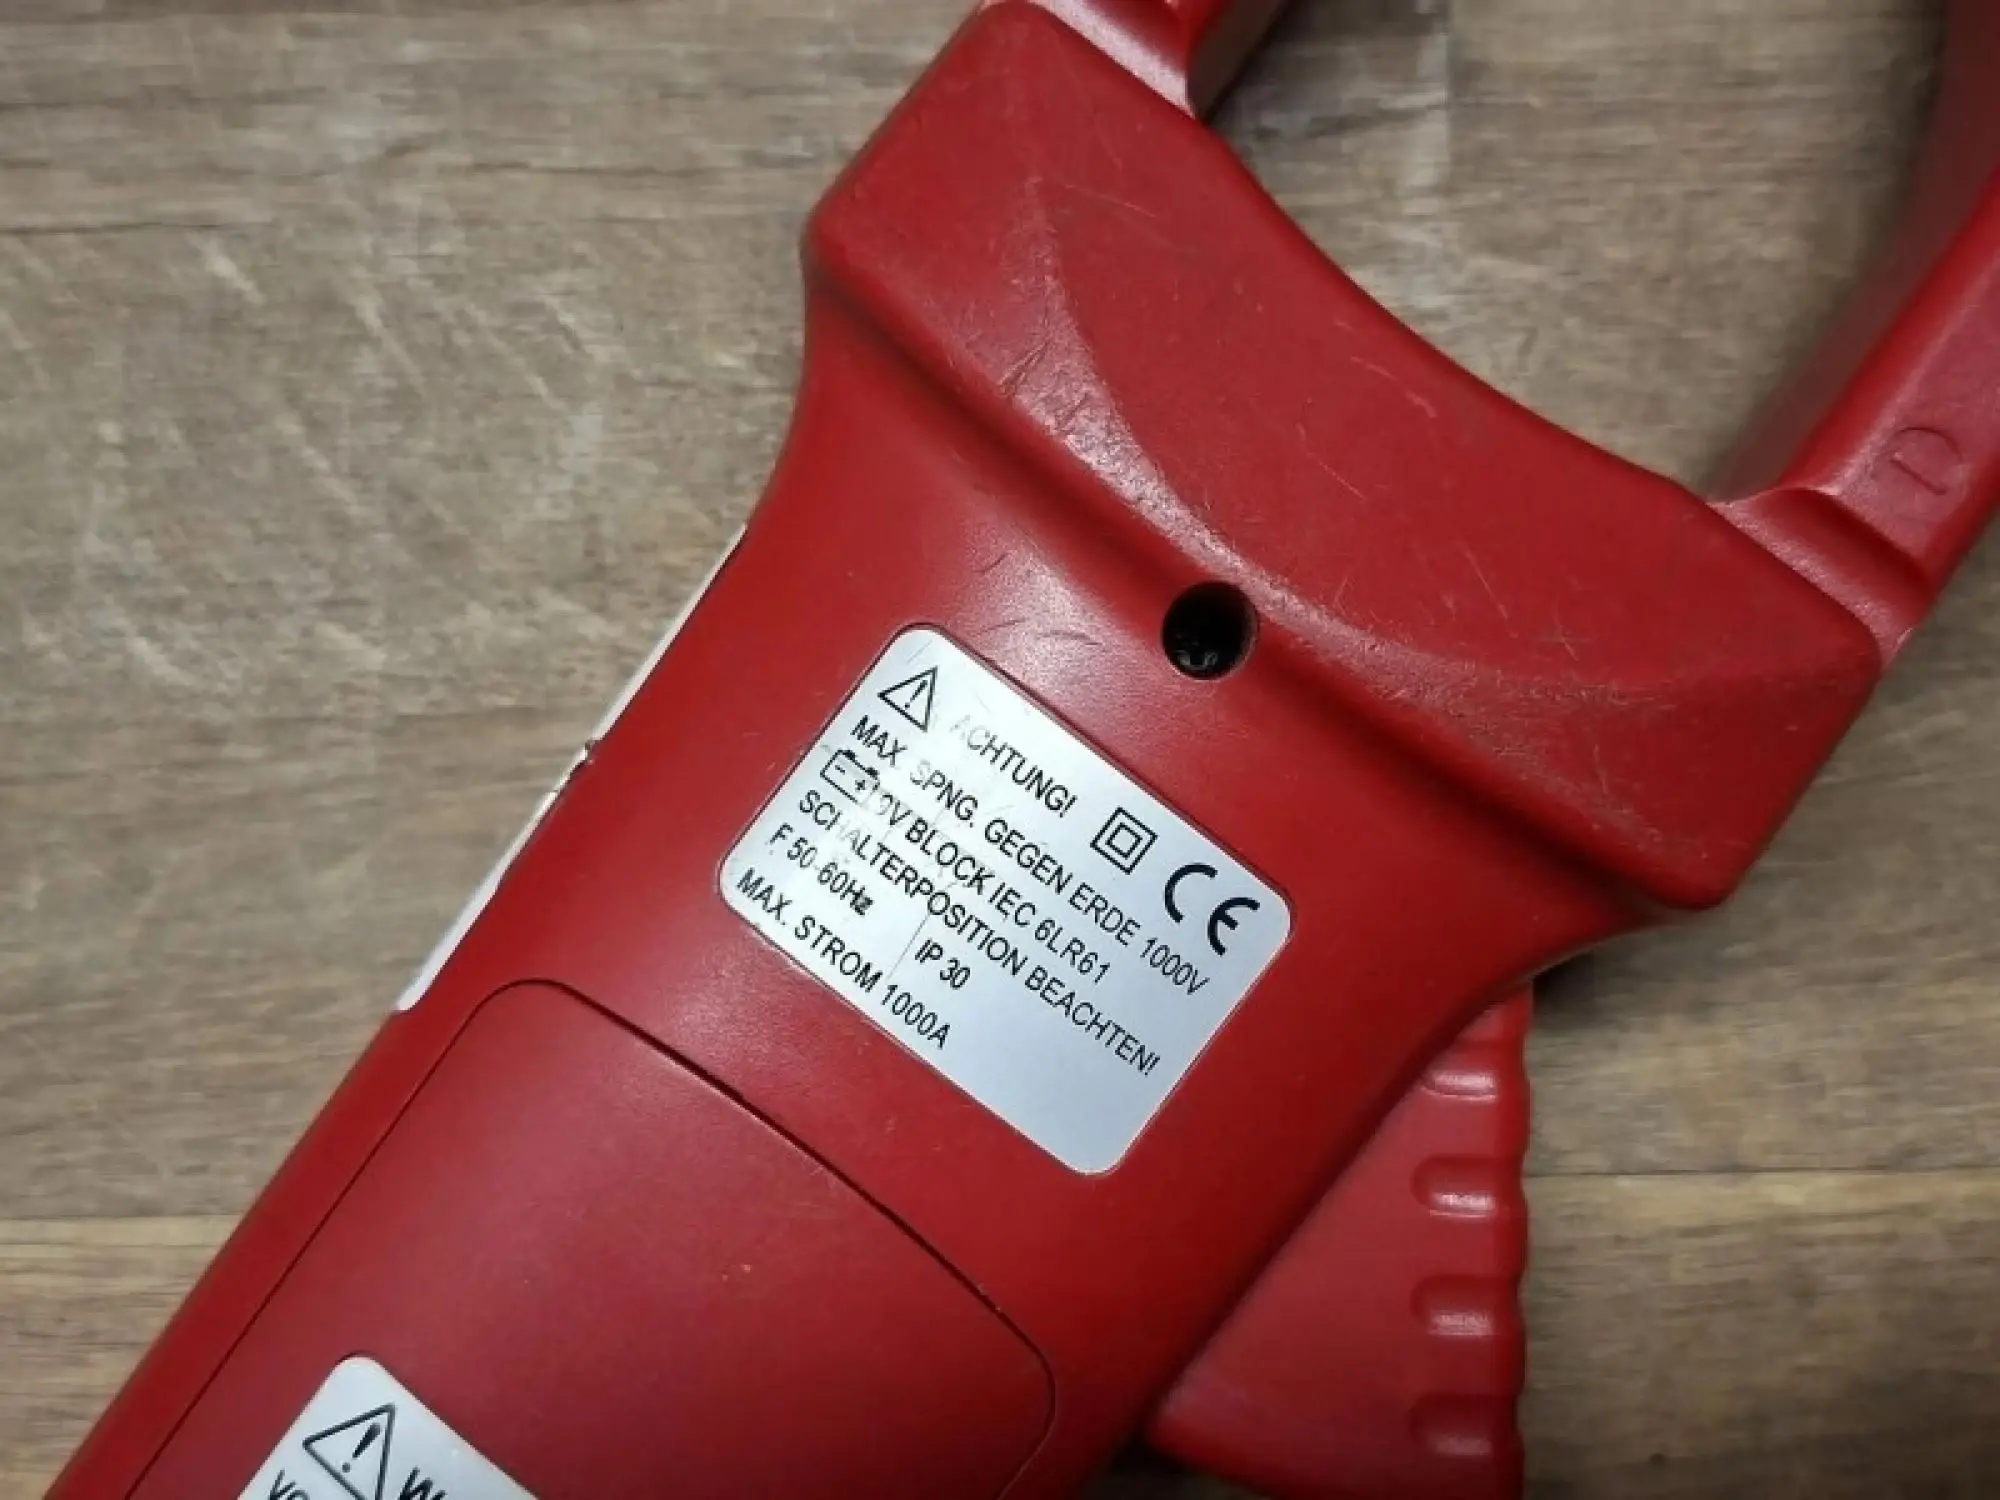 ACHTUNG!
CE
MAX. SPNG. GEGEN ERDE 1000V
9V BLOCK IEC 6LR61
SCHALTERPOSITION BEACHTEN!
F 50-60Hz IP 30
MAX. STROM 1000A